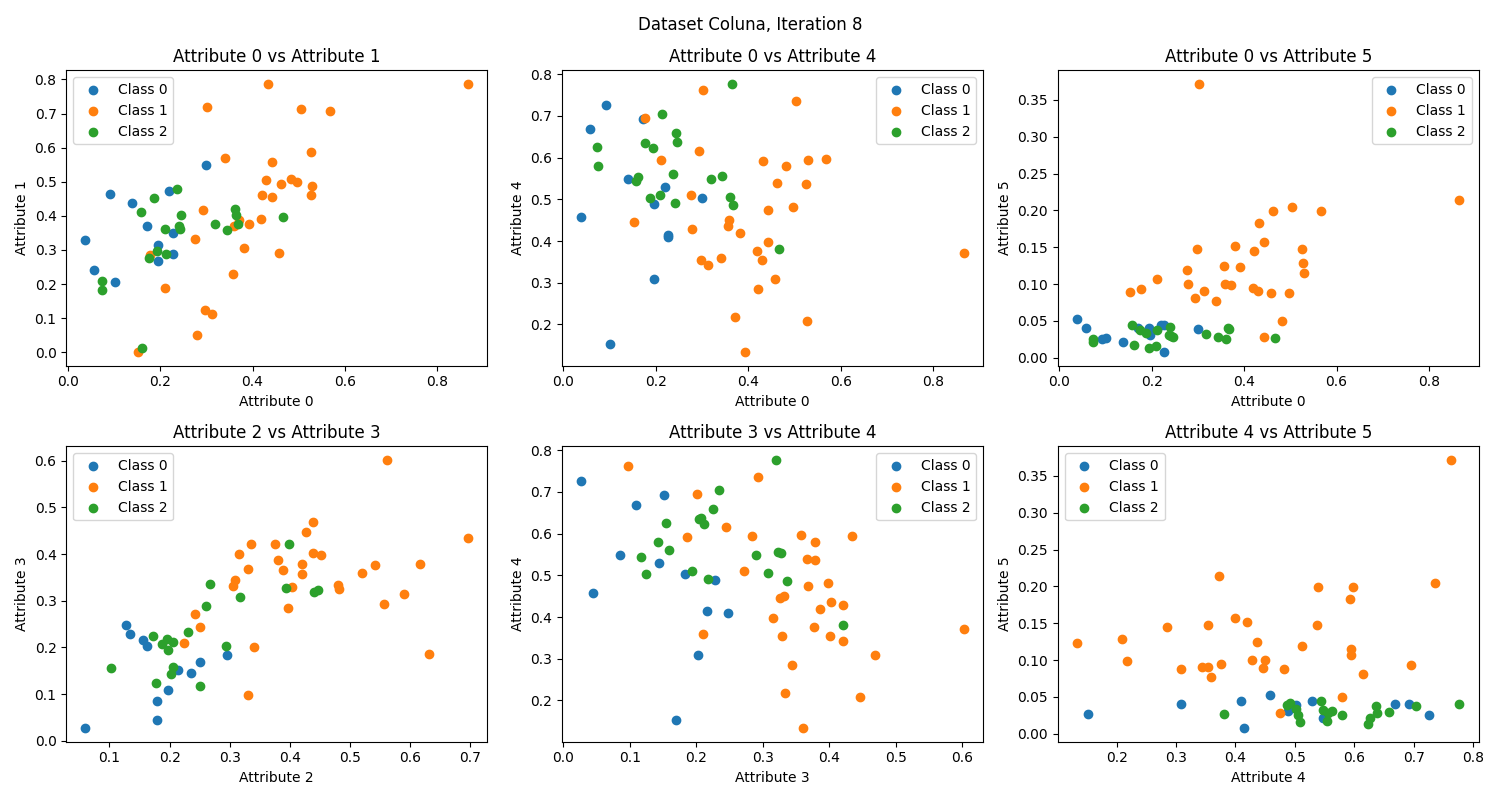 Dataset Coluna, Iteration 8
Attribute 0 vs Attribute 1
0.8
0.7
0.6
0.5
0.4
0.3
0.2
0.1
0.0
Attribute 1
Class 0
Class 1
Class 2
0.0 0.2 0.4 0.6 0.8
Attribute 0
Attribute 0 vs Attribute 4
0.8
0.7
0.6
0.5
0.4
0.3
0.2
Attribute 4
Class 0
Class 1
Class 2
0.0 0.2 0.4 0.6 0.8
Attribute 0
Attribute 0 vs Attribute 5
0.35
0.30
0.25
0.20
0.15
0.10
0.05
0.00
Attribute 5
Class 0
Class 1
Class 2
0.0 0.2 0.4 0.6 0.8
Attribute 0
Attribute 2 vs Attribute 3
0.6
0.5
0.4
0.3
0.2
0.1
0.0
Attribute 3
Class 0
Class 1
Class 2
0.1 0.2 0.3 0.4 0.5 0.6 0.7
Attribute 2
Attribute 3 vs Attribute 4
0.8
0.7
0.6
0.5
0.4
0.3
0.2
Attribute 4
Class 0
Class 1
Class 2
0.0 0.1 0.2 0.3 0.4 0.5 0.6
Attribute 3
Attribute 4 vs Attribute 5
0.35
0.30
0.25
0.20
0.15
0.10
0.05
0.00
Attribute 5
Class 0
Class 1
Class 2
0.2 0.3 0.4 0.5 0.6 0.7 0.8
Attribute 4